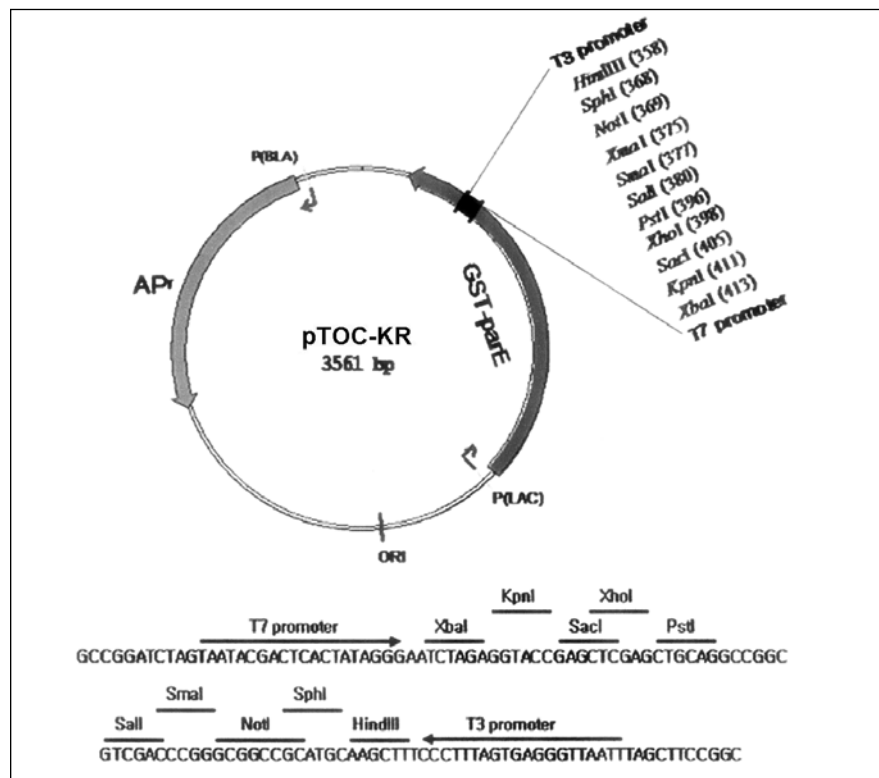 T3 promoter
HindIII (358)
SphI (368)
NotI (369)
XmaI (375)
SmaI (377)
SalI (380)
PstI (396)
XhoI (398)
SacI (405)
KpnI (411)
XbaI (413)
T7 promoter
P(BLA)
APr
GST-parE
pTOC-KR
3561 bp
P(LAC)
ORI
KpnI XhoI
T7 promoter XbaI SacI PstI
GCCGGATCTAGTAATACGACTCACTATAGGGAATCTAGAGGTACCGAGCTCGAGCTGCAGGCCGGC
SmaI SphI
SalI NotI HindIII T3 promoter
GTCGACCCGGGCGGCCGCATGCAAGCTTTCCCTTTAGTGAGGGTTAATTTAGCTTCCGGC